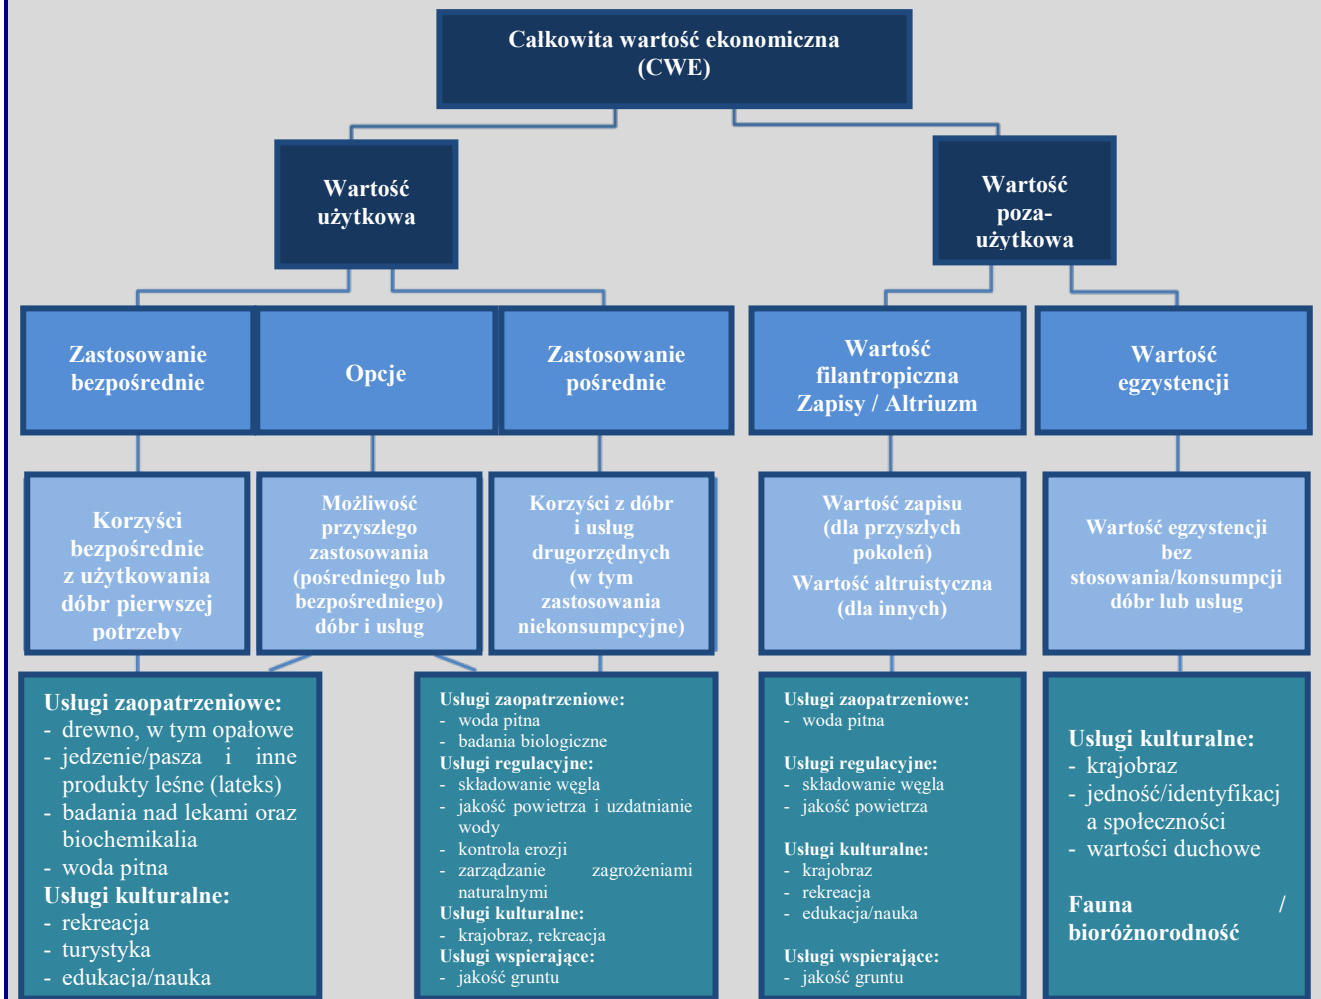 Całkowita wartość ekonomiczna
(CWE)
Wartość
użytkowa
Wartość
poza-
użytkowa
Zastosowanie
bezpośrednie
Opcje
Zastosowanie
pośrednie
Wartość
filantropiczna
Zapisy / Altriuzm
Wartość
egzystencji
Korzyści
bezpośrednie
z użytkowania
dóbr pierwszej
potrzeby
Możliwość
przyszłego
zastosowania
(pośredniego lub
bezpośredniego)
dóbr i usług
Korzyści z dóbr
i usług
drugorzędnych
(w tym
zastosowania
niekonsumpcyjne)
Wartość zapisu
(dla przyszłych
pokoleń)
Wartość altruistyczna
(dla innych)
Wartość egzystencji
bez
stosowania/konsumpcji
dóbr lub usług
Usługi zaopatrzeniowe:
- drewno, w tym opałowe
- jedzenie/pasza i inne
produkty leśne (lateks)
- badania nad lekami oraz
biochemikalia
- woda pitna
Usługi kulturalne:
- rekreacja
- turystyka
- edukacja/nauka
Usługi zaopatrzeniowe:
- woda pitna
- badania biologiczne
Usługi regulacyjne:
- składowanie węgla
- jakość powietrza i uzdatnianie
wody
- kontrola erozji
- zarządzanie zagrożeniami
naturalnymi
Usługi kulturalne:
- krajobraz, rekreacja
Usługi wspierające:
- jakość gruntu
Usługi zaopatrzeniowe:
- woda pitna
Usługi regulacyjne:
- składowanie węgla
- jakość powietrza
Usługi kulturalne:
- krajobraz
- rekreacja
- edukacja/nauka
Usługi wspierające:
- jakość gruntu
Usługi kulturalne:
- krajobraz
- jedność/identyfikacj
a społeczności
- wartości duchowe
Fauna /
bioróżnorodność